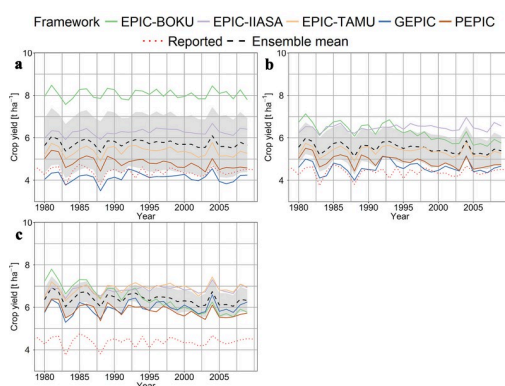 Framework EPIC-BOKU EPIC-IIASA EPIC-TAMU GEPIC PEPIC
Reported Ensemble mean
a
Crop yield [t ha⁻¹]
10
8
6
4
1980 1985 1990 1995 2000 2005
Year
b
Crop yield [t ha⁻¹]
10
8
6
4
1980 1985 1990 1995 2000 2005
Year
c
Crop yield [t ha⁻¹]
10
8
6
4
1980 1985 1990 1995 2000 2005
Year